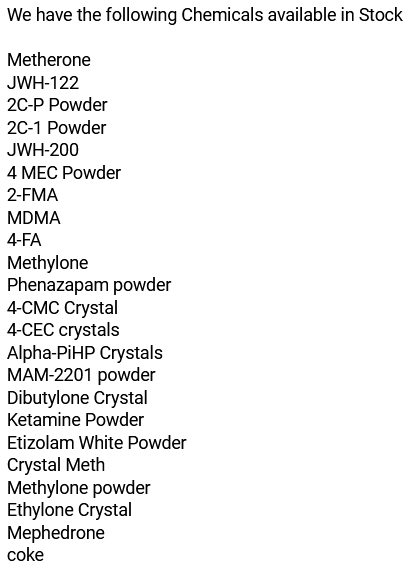 We have the following Chemicals available in Stock
Metherone
JWH-122
2C-P Powder
2C-1 Powder
JWH-200
4 MEC Powder
2-FMA
MDMA
4-FA
Methylone
Phenazapam powder
4-CMC Crystal
4-CEC crystals
Alpha-PiHP Crystals
MAM-2201 powder
Dibutylone Crystal
Ketamine Powder
Etizolam White Powder
Crystal Meth
Methylone powder
Ethylone Crystal
Mephedrone
coke